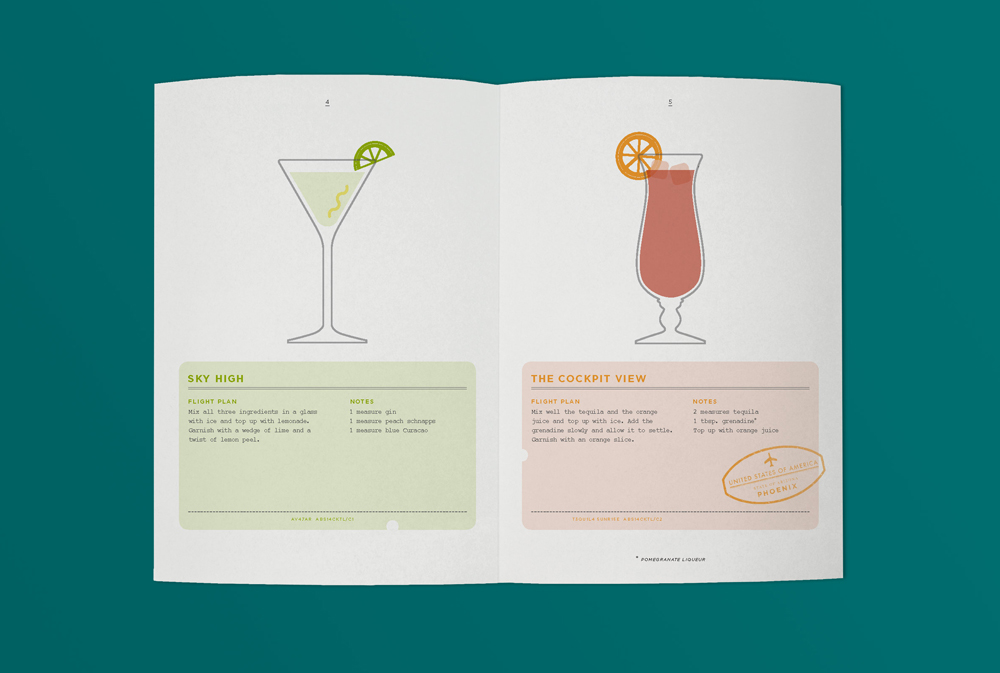 4
SKY HIGH
FLIGHT PLAN
Mix all three ingredients in a glass
with ice and top up with lemonade.
Garnish with a wedge of lime and a
twist of lemon peel.
NOTES
1 measure gin
1 measure peach schnapps
1 measure blue Curacao
5
THE COCKPIT VIEW
FLIGHT PLAN
Mix well the tequila and the orange
juice and top up with ice. Add the
grenadine slowly and allow it to settle.
Garnish with an orange slice.
NOTES
2 measures tequila
1 tbsp. grenadine*
Top up with orange juice
UNITED STATES OF AMERICA
PHOENIX
TEQUILA SUNRISE
* POMEGRANATE LIQUEUR